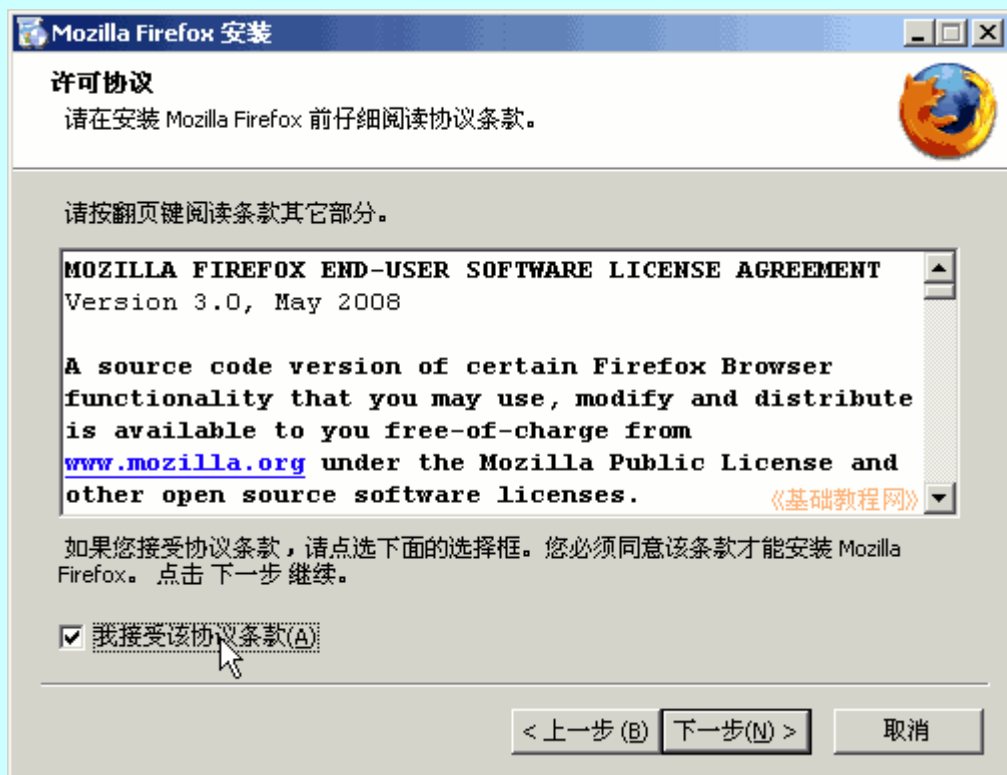 Mozilla Firefox 安装
许可协议
请在安装 Mozilla Firefox 前仔细阅读协议条款。
请按翻页键阅读条款其它部分。
MOZILLA FIREFOX END-USER SOFTWARE LICENSE AGREEMENT
Version 3.0, May 2008
A source code version of certain Firefox Browser
functionality that you may use, modify and distribute
is available to you free-of-charge from
www.mozilla.org under the Mozilla Public License and
other open source software licenses.
《基础教程网》
如果您接受协议条款，请点选下面的选择框。您必须同意该条款才能安装 Mozilla
Firefox。 点击 下一步 继续。
我接受该协议条款(A)
< 上一步 (B) 下一步(N) > 取消